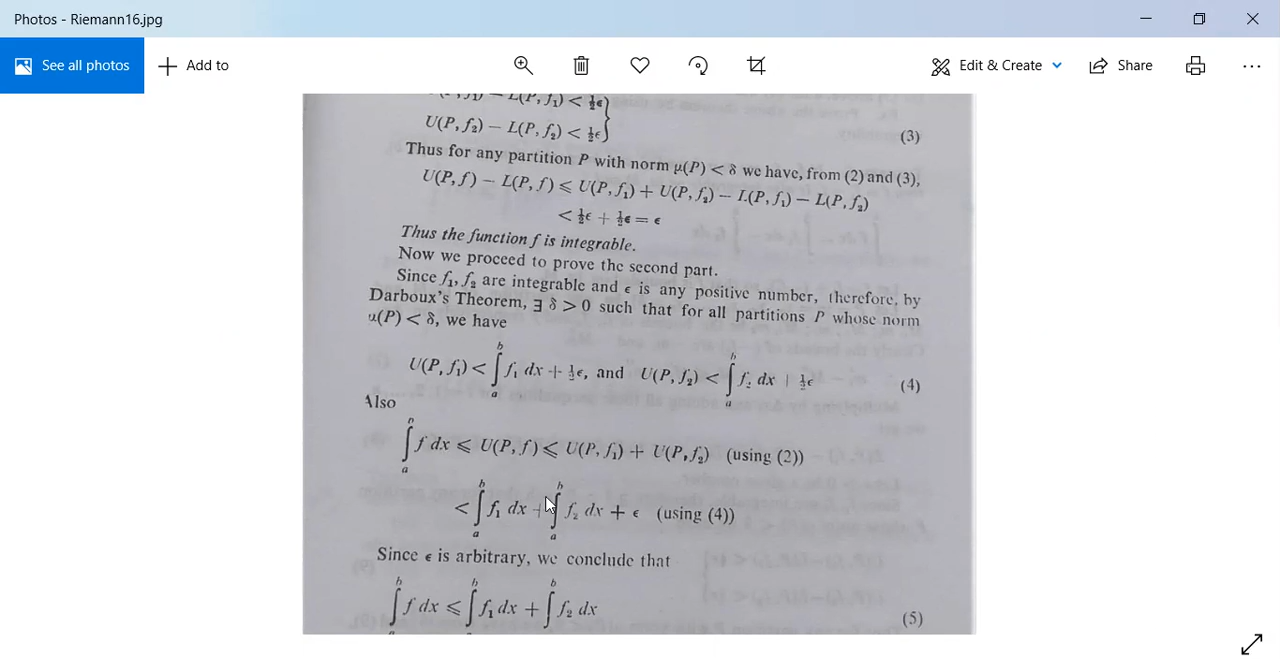 Photos - Riemann16.jpg
See all photos
Add to
Edit & Create
Share
L(P, f₁) < ½ϵ
U(P, f₂) − L(P, f₂) < ½ϵ} (3)
Thus for any partition P with norm μ(P) < δ we have, from (2) and (3),
U(P, f) − L(P, f) ⩽ U(P, f₁) + U(P, f₂) − L(P, f₁) − L(P, f₂)
< ½ϵ + ½ϵ = ϵ
Thus the function f is integrable.
Now we proceed to prove the second part.
Since f₁, f₂ are integrable and ϵ is any positive number, therefore, by
Darboux's Theorem, ∃ δ > 0 such that for all partitions P whose norm
μ(P) < δ, we have
U(P, f₁) < ∫ₐᵇ f₁ dx + ½ϵ, and U(P, f₂) < ∫ₐᵇ f₂ dx + ½ϵ (4)
Also
∫ₐᵇ f dx ⩽ U(P, f) ⩽ U(P, f₁) + U(P, f₂) (using (2))
< ∫ₐᵇ f₁ dx + ∫ₐᵇ f₂ dx + ϵ (using (4))
Since ϵ is arbitrary, we conclude that
∫ₐᵇ f dx ⩽ ∫ₐᵇ f₁ dx + ∫ₐᵇ f₂ dx (5)